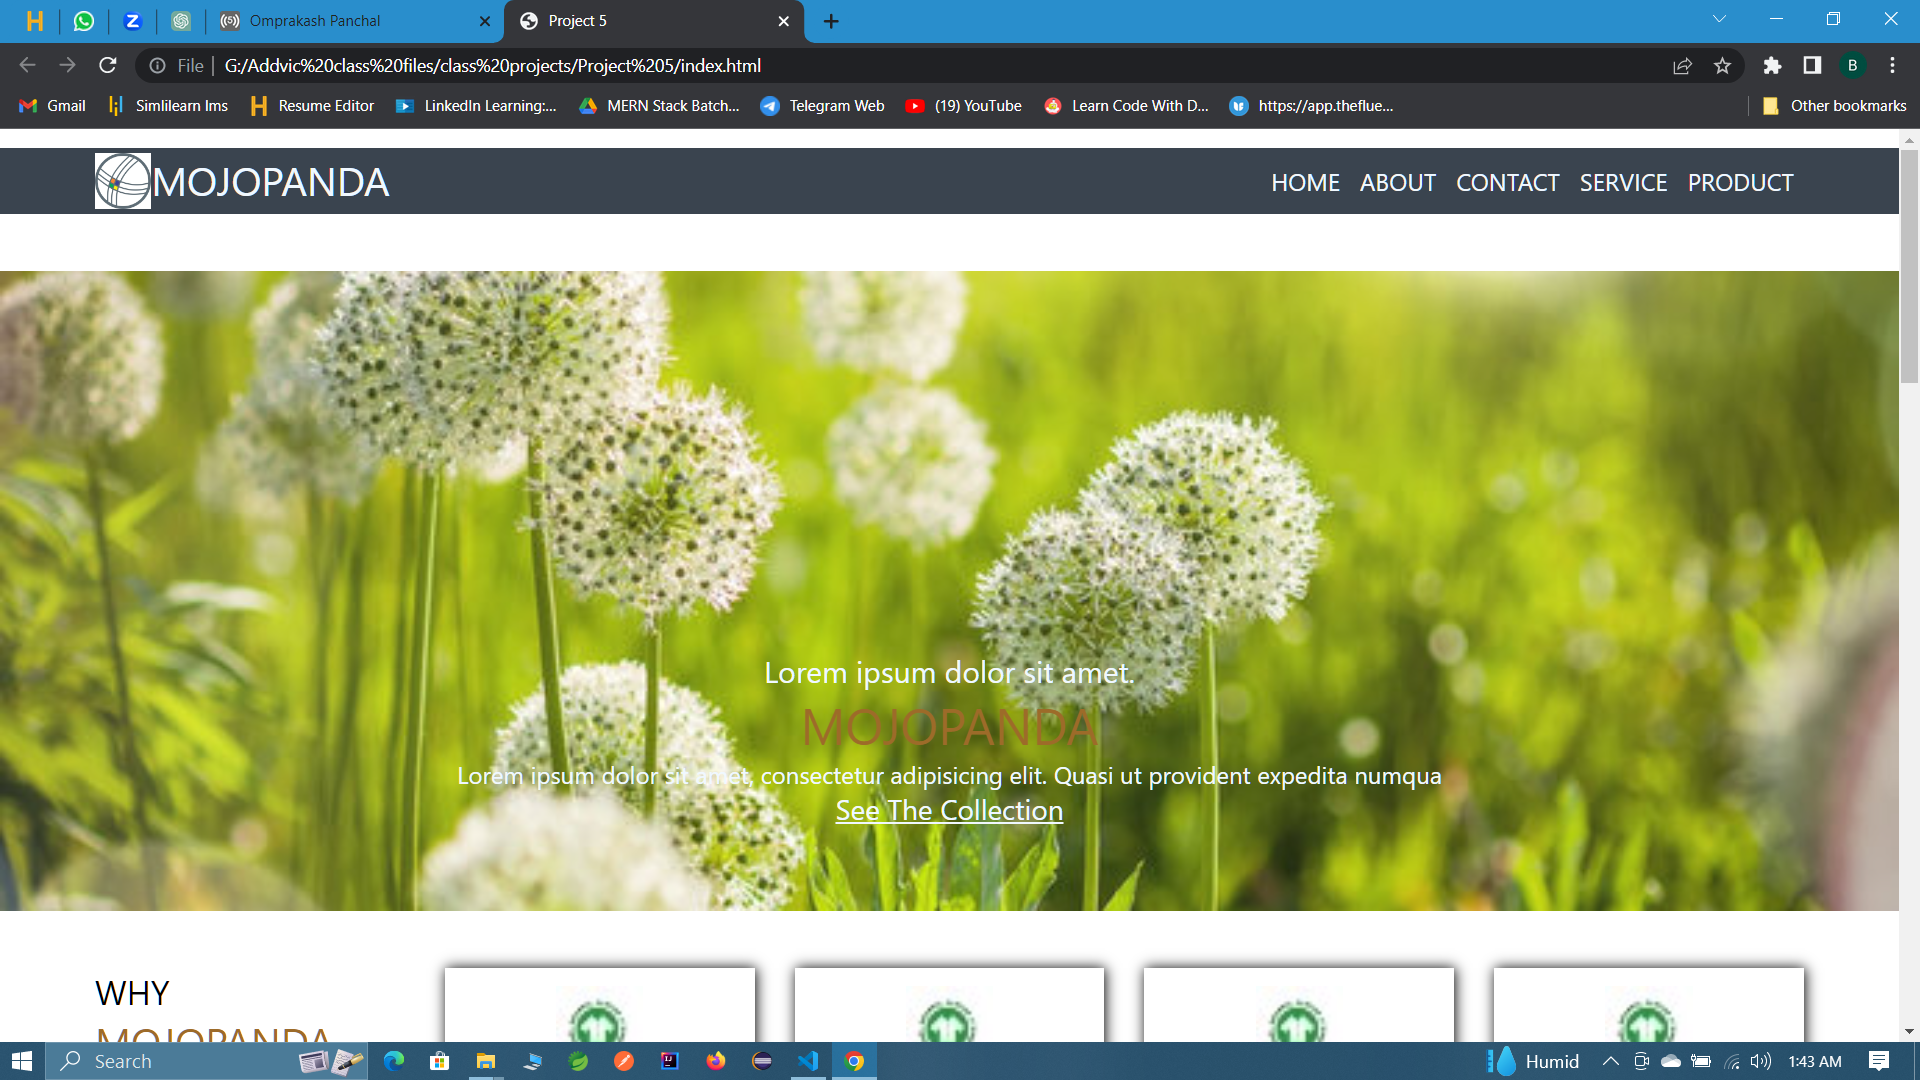 Omprakash Panchal
Project 5
File
G:/Addvic%20class%20files/class%20projects/Project%205/index.html
B
Gmail
Simlilearn lms
Resume Editor
LinkedIn Learning:...
MERN Stack Batch...
Telegram Web
(19) YouTube
Learn Code With D...
https://app.theflue...
Other bookmarks
MOJOPANDA
HOME ABOUT CONTACT SERVICE PRODUCT
Lorem ipsum dolor sit amet.
MOJOPANDA
Lorem ipsum dolor sit amet, consectetur adipisicing elit. Quasi ut provident expedita numqua
See The Collection
WHY
MOJOPANDA
Search
Humid
1:43 AM